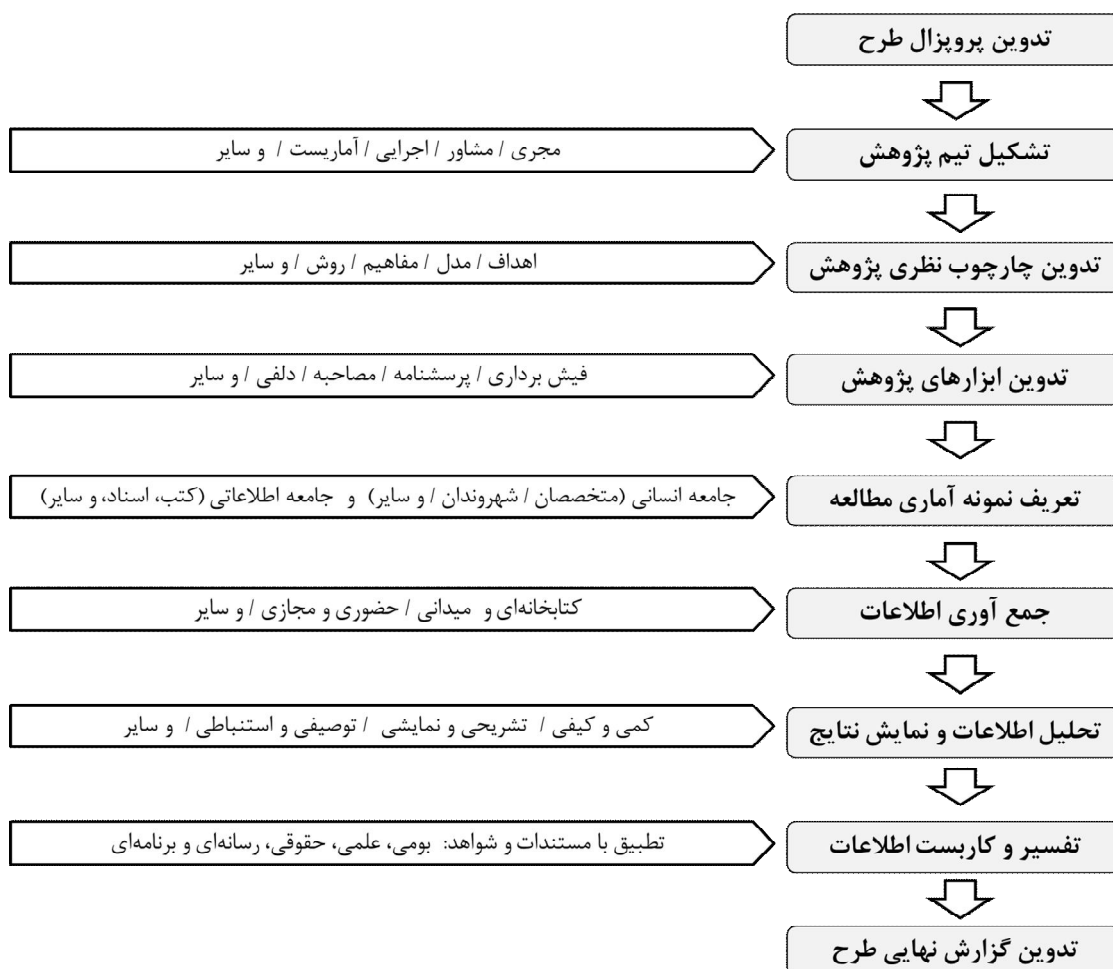 تدوین پروپزال طرح
تشکیل تیم پژوهش
مجری / مشاور / اجرایی / آماریست / و سایر
تدوین چارچوب نظری پژوهش
اهداف / مدل / مفاهیم / روش / و سایر
تدوین ابزارهای پژوهش
فیش برداری / پرسشنامه / مصاحبه / دلفی / و سایر
تعریف نمونه آماری مطالعه
جامعه انسانی (متخصصان / شهروندان / و سایر) و جامعه اطلاعاتی (کتب، اسناد، و سایر)
جمع آوری اطلاعات
کتابخانه‌ای و میدانی / حضوری و مجازی / و سایر
تحلیل اطلاعات و نمایش نتایج
کمی و کیفی / تشریحی و نمایشی / توصیفی و استنباطی / و سایر
تفسیر و کاربست اطلاعات
تطبیق با مستندات و شواهد: بومی، علمی، حقوقی، رسانه‌ای و برنامه‌ای
تدوین گزارش نهایی طرح